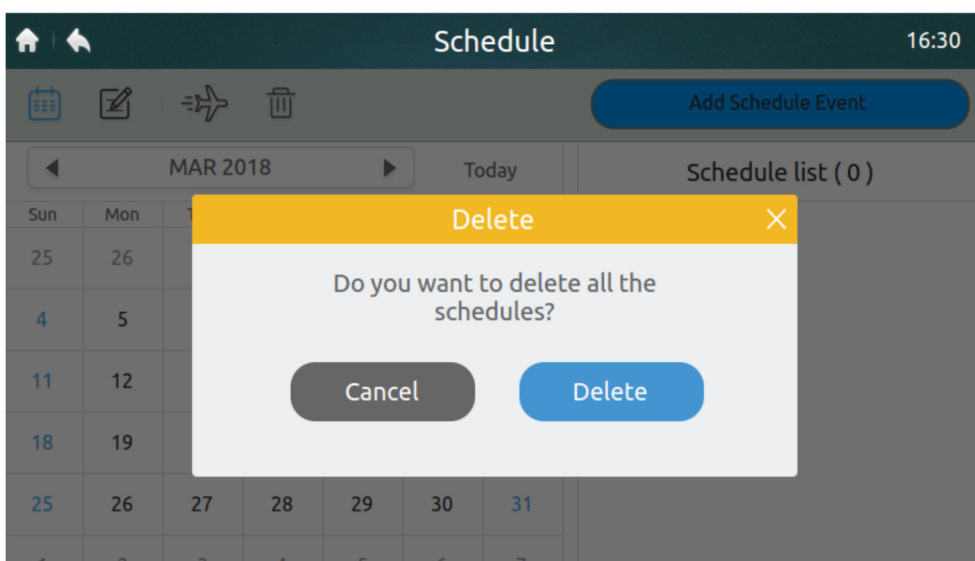 Schedule
16:30
Add Schedule Event
MAR 2018
Today
Schedule list ( 0 )
Sun Mon
Delete
25 26
Do you want to delete all the
schedules?
4 5
11 12
Cancel Delete
18 19
25 26 27 28 29 30 31